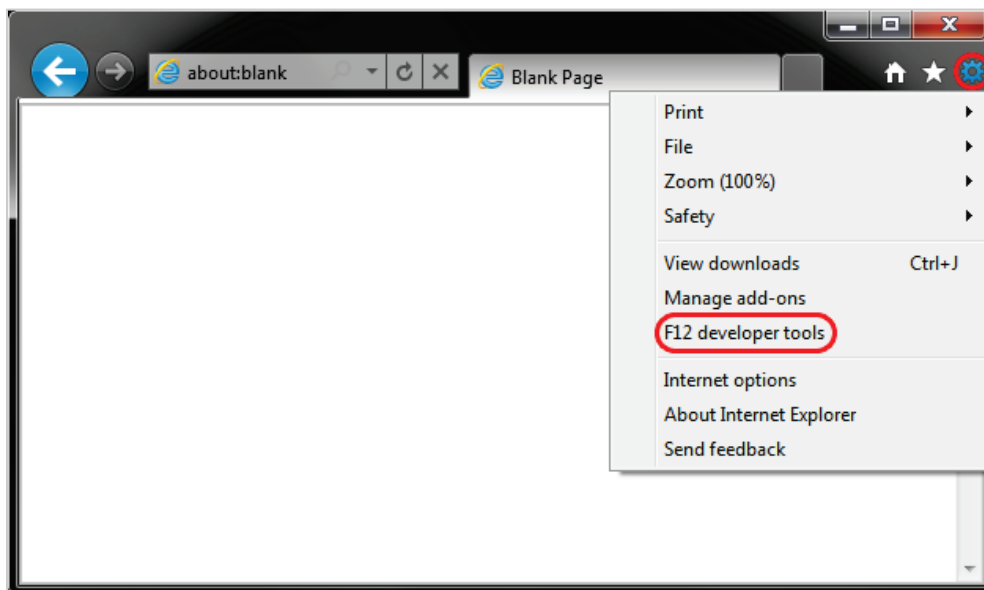 about:blank
Blank Page
Print
File
Zoom (100%)
Safety
View downloads Ctrl+J
Manage add-ons
F12 developer tools
Internet options
About Internet Explorer
Send feedback